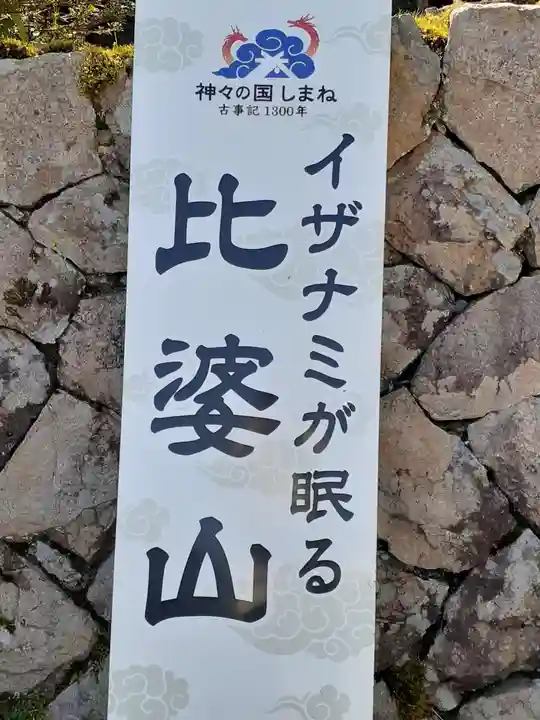 神々の国 しまね
古事記 1300年
イザナミが眠る
比婆山